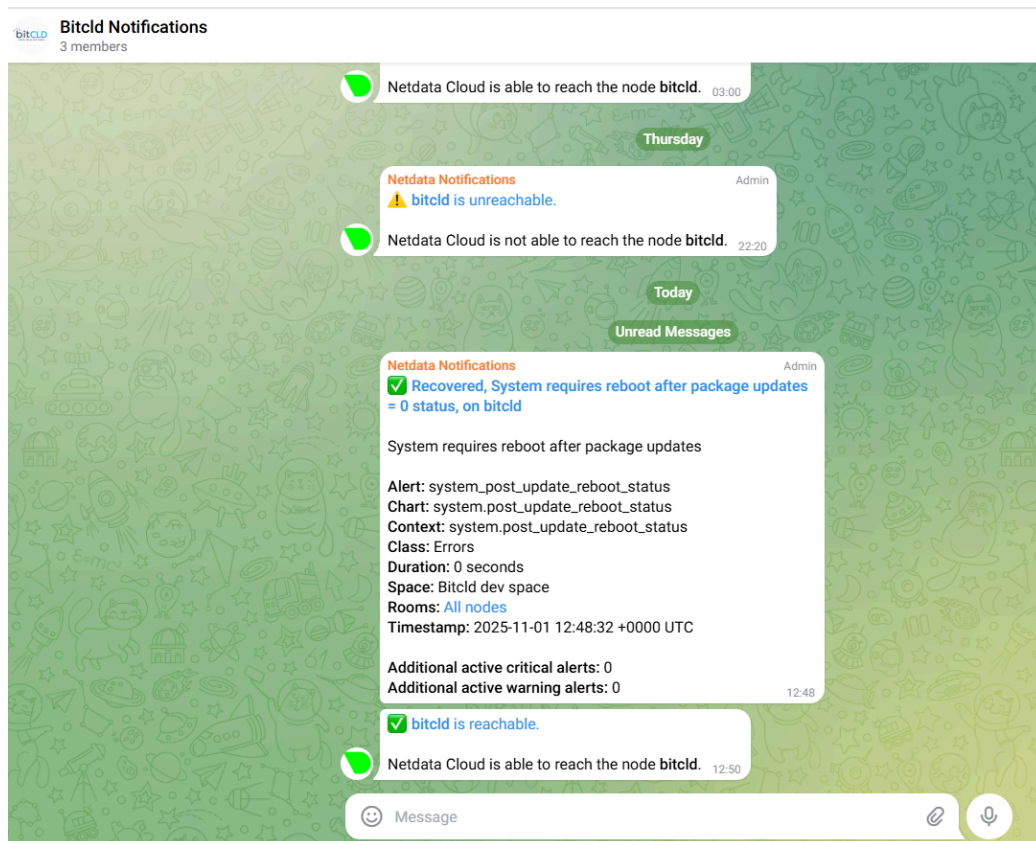 bitCLD
Bitcld Notifications
3 members
Netdata Cloud is able to reach the node bitcld. 03:00
Thursday
Netdata Notifications Admin
⚠️ bitcld is unreachable.
Netdata Cloud is not able to reach the node bitcld. 22:20
Today
Unread Messages
Netdata Notifications Admin
✅ Recovered, System requires reboot after package updates
= 0 status, on bitcld
System requires reboot after package updates
Alert: system_post_update_reboot_status
Chart: system.post_update_reboot_status
Context: system.post_update_reboot_status
Class: Errors
Duration: 0 seconds
Space: Bitcld dev space
Rooms: All nodes
Timestamp: 2025-11-01 12:48:32 +0000 UTC
Additional active critical alerts: 0
Additional active warning alerts: 0 12:48
✅ bitcld is reachable.
Netdata Cloud is able to reach the node bitcld. 12:50
Message